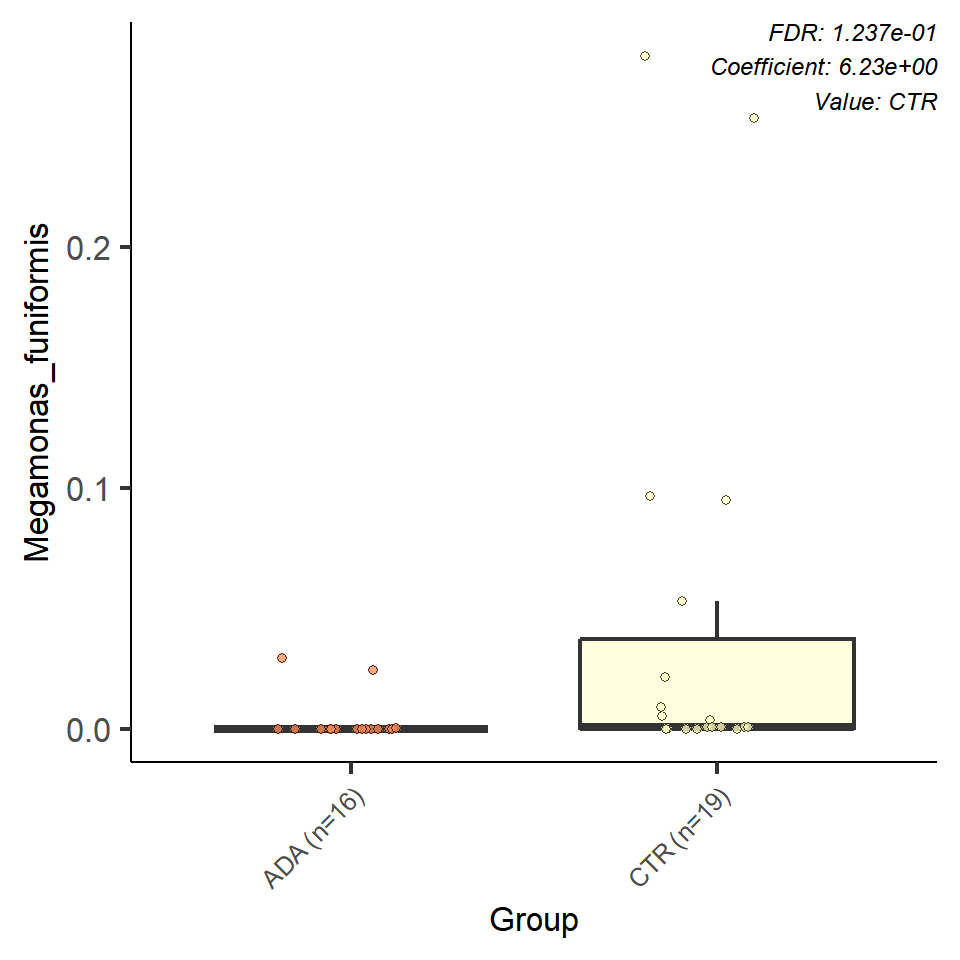 FDR: 1.237e-01
Coefficient: 6.23e+00
Value: CTR
Megamonas_funiformis
0.2
0.1
0.0
ADA (n=16)
CTR (n=19)
Group